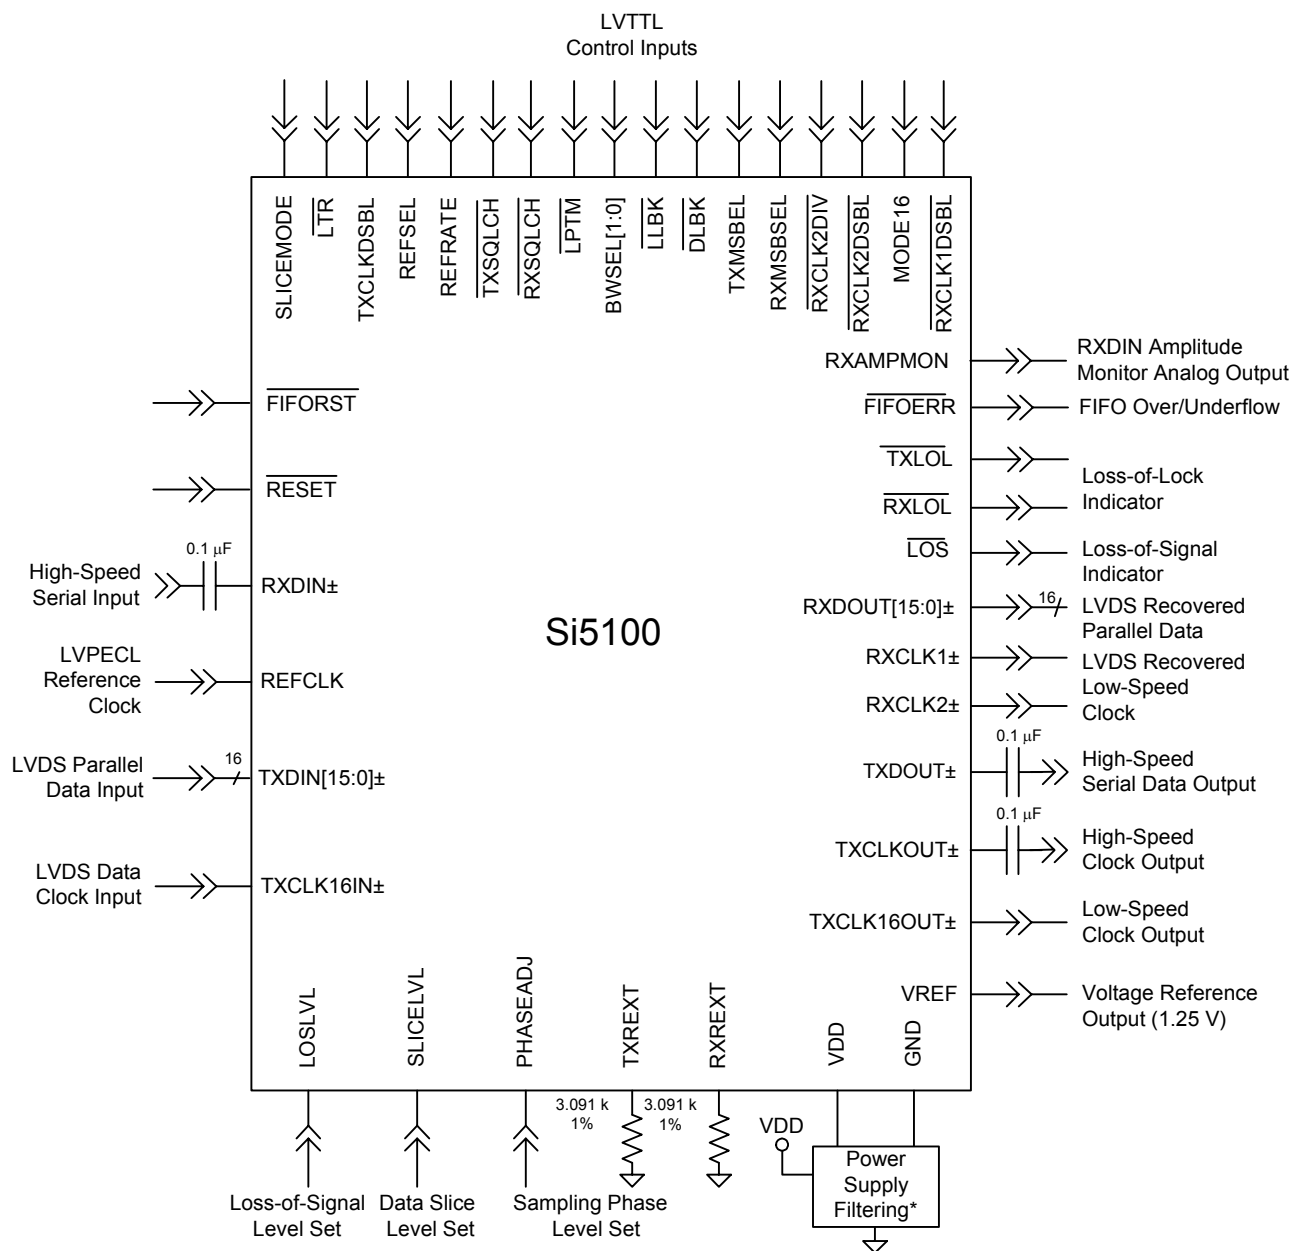 LVTTL
Control Inputs
SLICEMODE
LTR
TXCLKDSBL
REFSEL
REFRATE
TXSQLCH
RXSQLCH
LPTM
BWSEL[1:0]
LLBK
DLBK
TXMSBEL
RXMSBSEL
RXCLK2DIV
RXCLK2DSBL
MODE16
RXCLK1DSBL
FIFORST
RESET
0.1 µF
High-Speed
Serial Input
RXDIN±
LVPECL
Reference
Clock
REFCLK
LVDS Parallel
Data Input
16
TXDIN[15:0]±
LVDS Data
Clock Input
TXCLK16IN±
Si5100
RXAMPMON
RXDIN Amplitude
Monitor Analog Output
FIFOERR
FIFO Over/Underflow
TXLOL
RXLOL
Loss-of-Lock
Indicator
LOS
Loss-of-Signal
Indicator
RXDOUT[15:0]±
16
LVDS Recovered
Parallel Data
RXCLK1±
RXCLK2±
LVDS Recovered
Low-Speed
Clock
TXDOUT±
0.1 µF
High-Speed
Serial Data Output
TXCLKOUT±
0.1 µF
High-Speed
Clock Output
TXCLK16OUT±
Low-Speed
Clock Output
VREF
Voltage Reference
Output (1.25 V)
LOSLVL
SLICELVL
PHASEADJ
TXREXT
RXREXT
VDD
GND
Loss-of-Signal
Level Set
Data Slice
Level Set
Sampling Phase
Level Set
3.091 k
1%
3.091 k
1%
VDD
Power
Supply
Filtering*